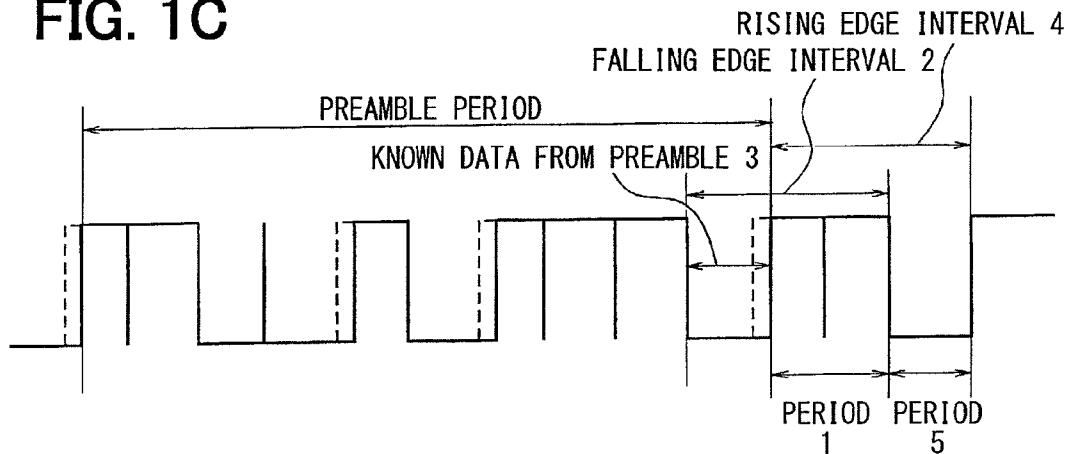 FIG. 1C
RISING EDGE INTERVAL 4
FALLING EDGE INTERVAL 2
PREAMBLE PERIOD
KNOWN DATA FROM PREAMBLE 3
PERIOD
1
PERIOD
5